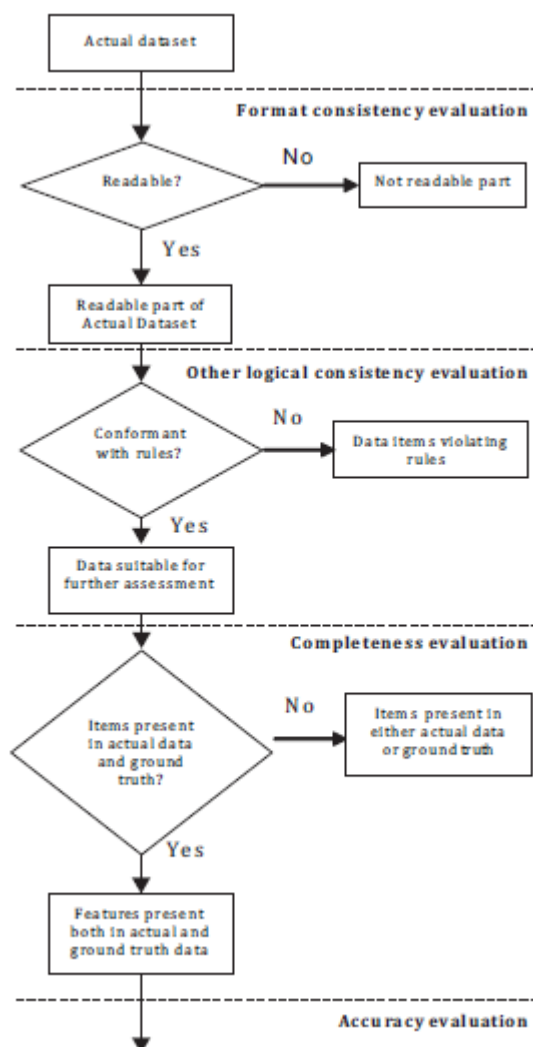 Actual dataset
Format consistency evaluation
No
Readable?
Not readable part
Yes
Readable part of
Actual Dataset
Other logical consistency evaluation
No
Conformant
with rules?
Data items violating
rules
Yes
Data suitable for
further assessment
Completeness evaluation
No
Items present
in actual data
and ground
truth?
Items present in
either actual data
or ground truth
Yes
Features present
both in actual and
ground truth data
Accuracy evaluation